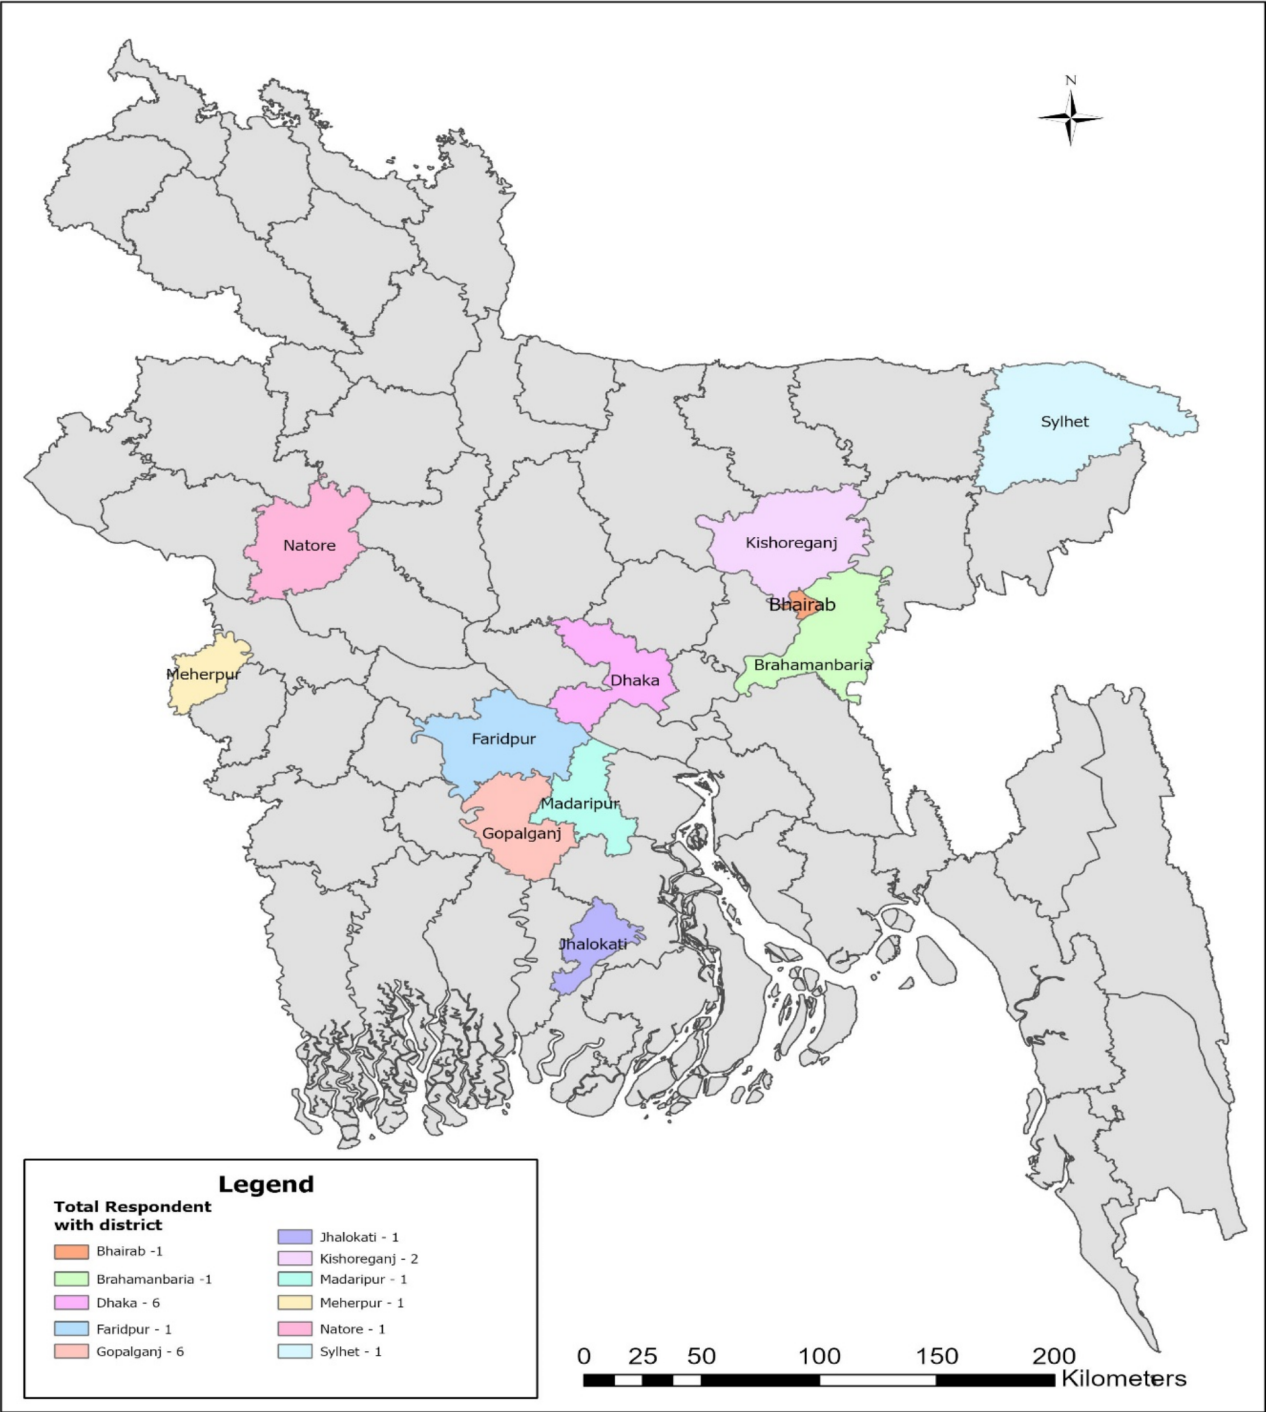 N
Sylhet
Kishoreganj
Natore
Bhairab
Brahamanbaria
Meherpur
Dhaka
Faridpur
Madaripur
Gopalganj
Jhalokati
Legend
Total Respondent
with district
Bhairab -1
Brahamanbaria -1
Dhaka - 6
Faridpur - 1
Gopalganj - 6
Jhalokati - 1
Kishoreganj - 2
Madaripur - 1
Meherpur - 1
Natore - 1
Sylhet - 1
0 25 50 100 150 200
Kilometers